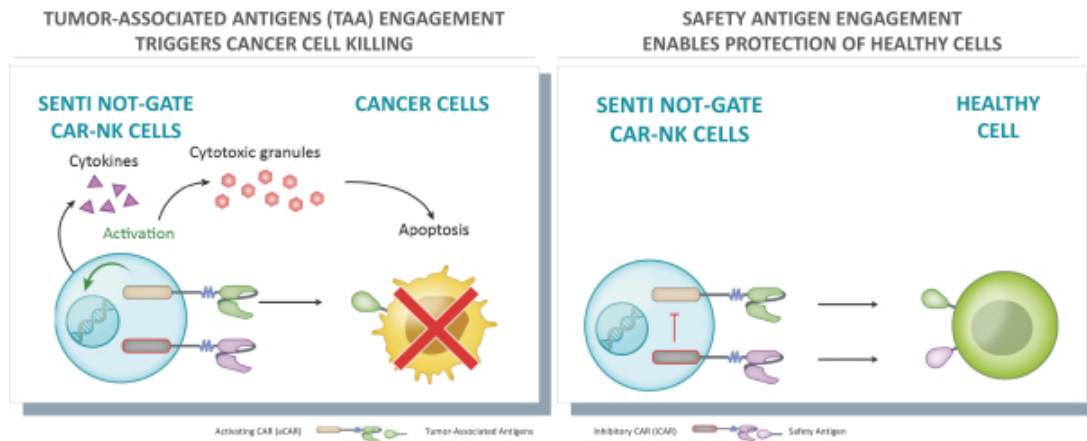 TUMOR-ASSOCIATED ANTIGENS (TAA) ENGAGEMENT
TRIGGERS CANCER CELL KILLING
SENTI NOT-GATE
CAR-NK CELLS
CANCER CELLS
Cytokines
Cytotoxic granules
Activation
Apoptosis
SAFETY ANTIGEN ENGAGEMENT
ENABLES PROTECTION OF HEALTHY CELLS
SENTI NOT-GATE
CAR-NK CELLS
HEALTHY
CELL
Activating CAR (aCAR)
Tumor-Associated Antigens
Inhibitory CAR (iCAR)
Safety Antigen